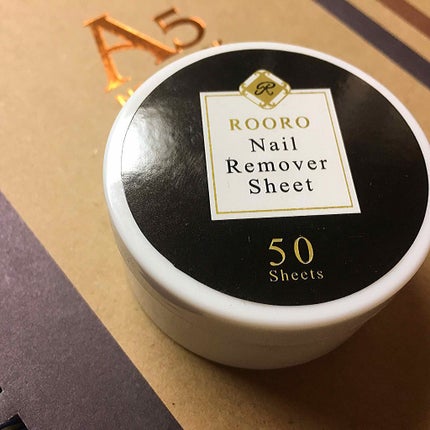 A5
R
ROORO
Nail
Remover
Sheet
50
Sheets